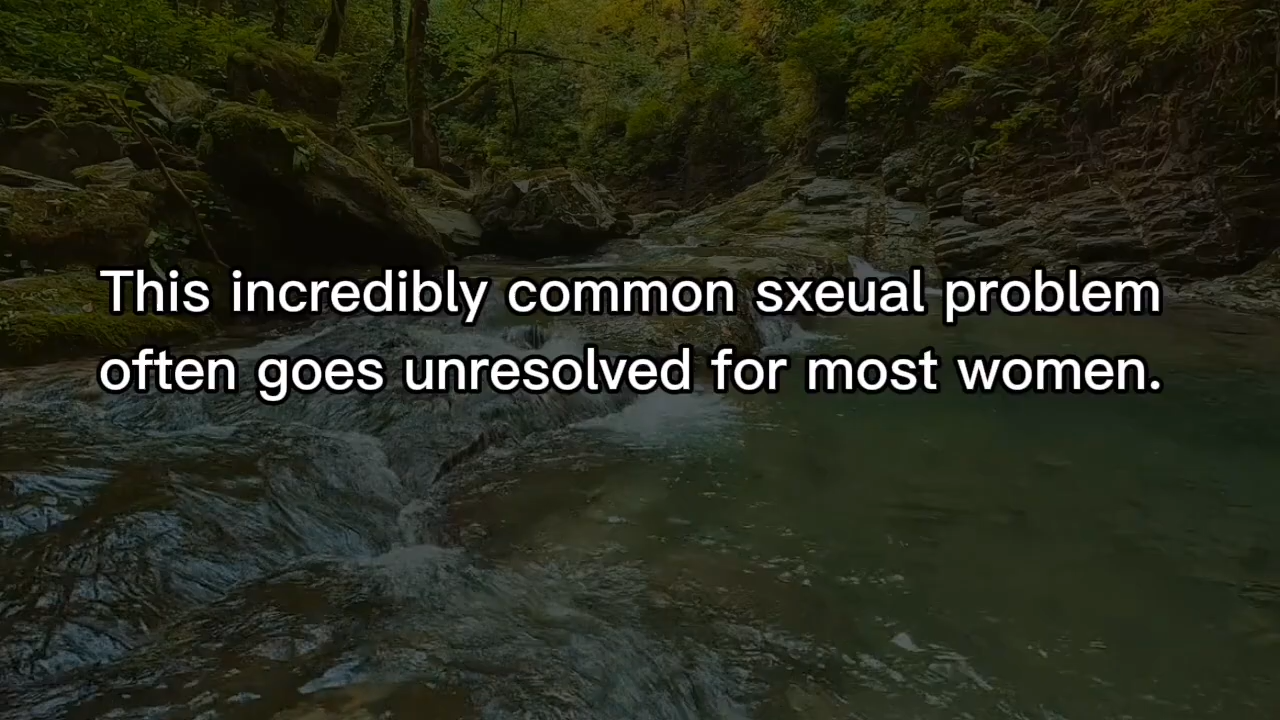 This incredibly common sxeual problem
often goes unresolved for most women.